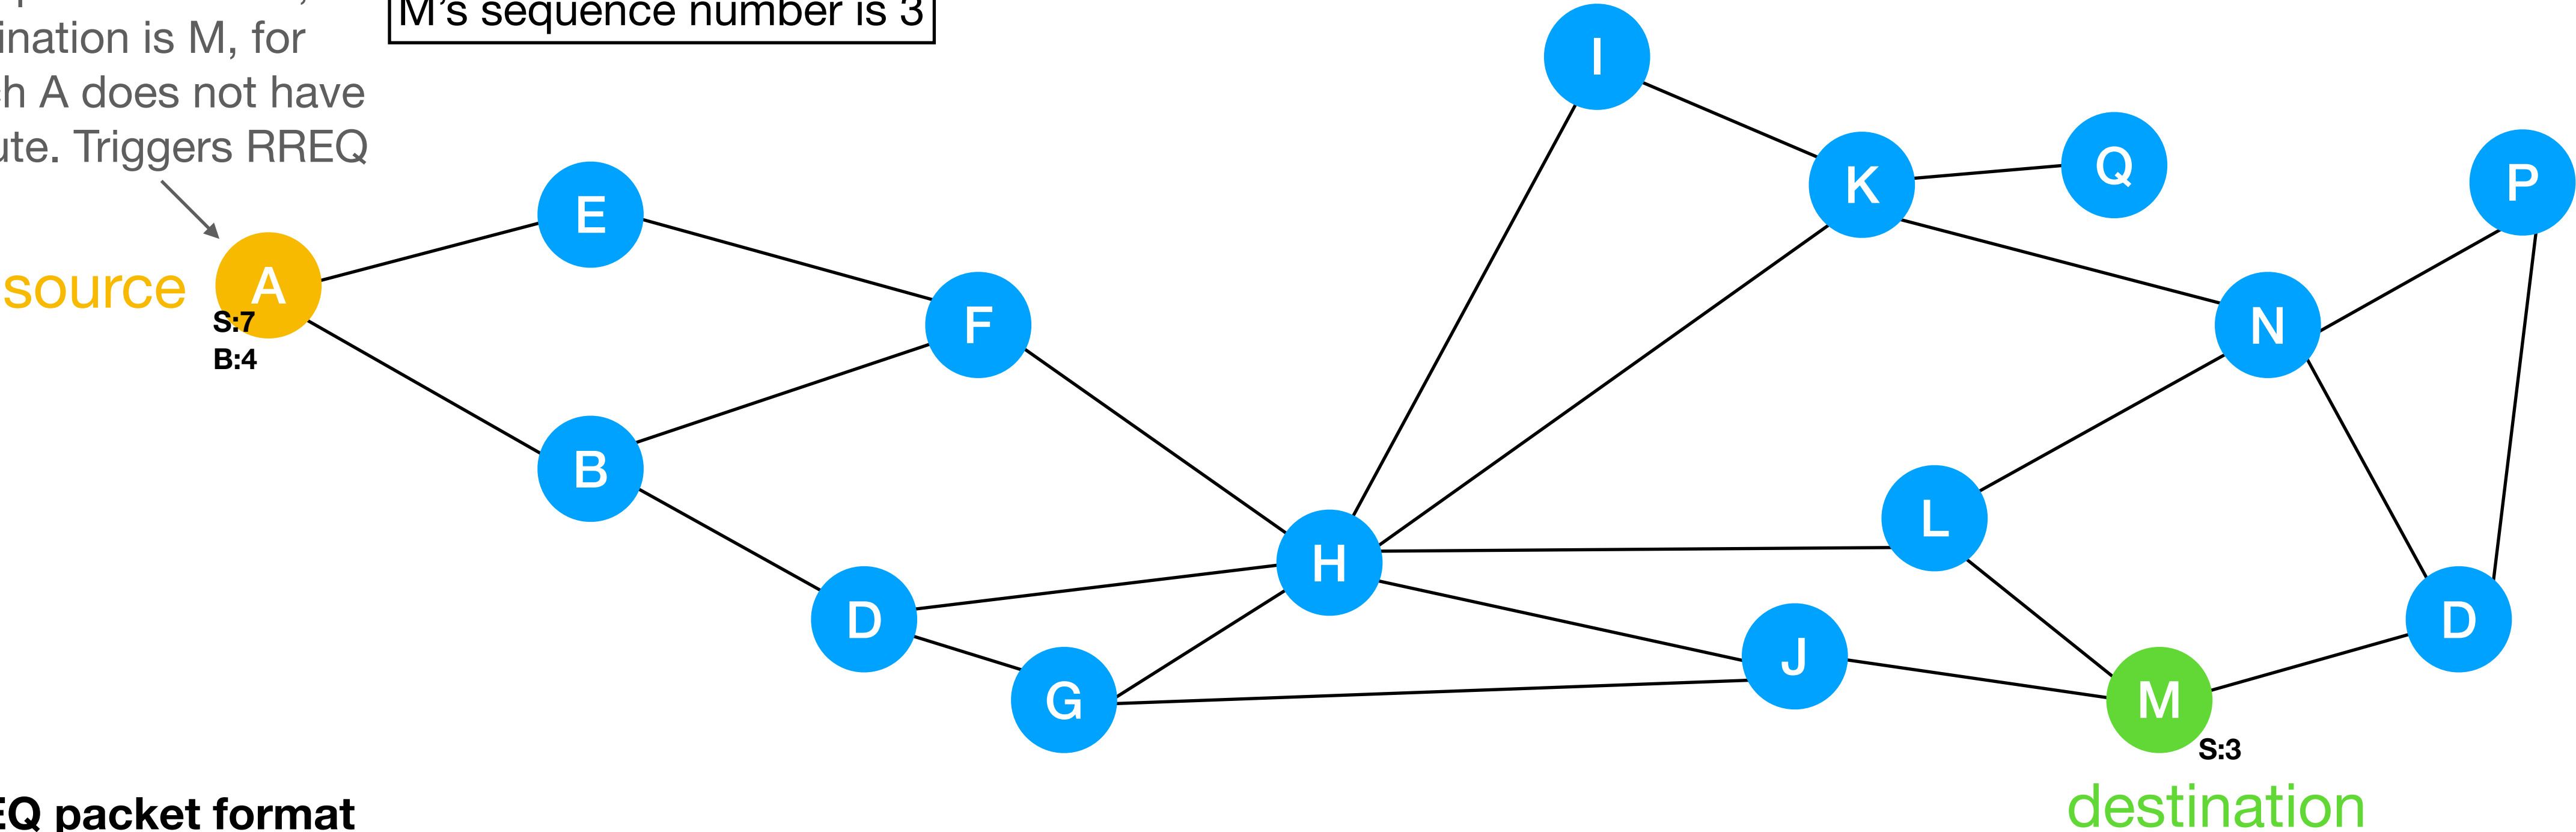 ination is M, for
h A does not have
ute. Triggers RREQ
M's sequence number is 3
I
K
Q
P
E
source
A
S:7
B:4
F
N
B
H
L
D
G
J
D
M
S:3
destination
EQ packet format